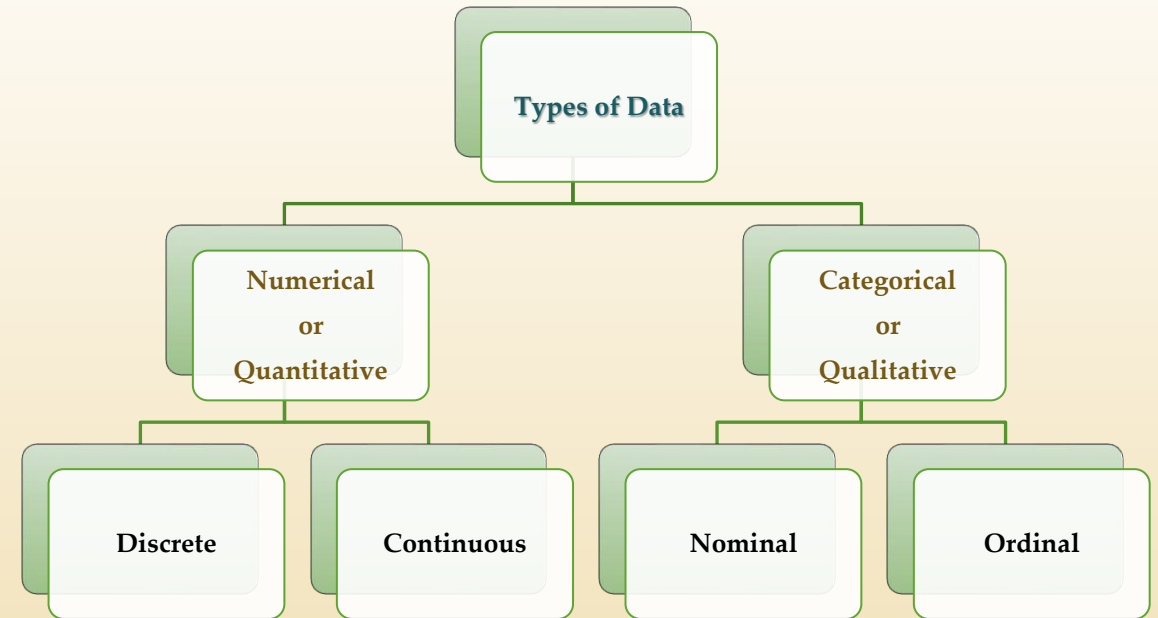 Types of Data
Numerical
or
Quantitative
Categorical
or
Qualitative
Discrete
Continuous
Nominal
Ordinal